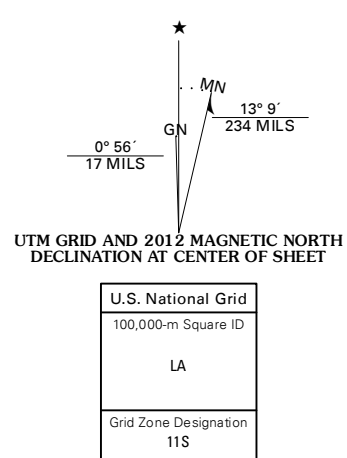 ★
MN
GN
13° 9´
234 MILS
0° 56´
17 MILS
UTM GRID AND 2012 MAGNETIC NORTH
DECLINATION AT CENTER OF SHEET
U.S. National Grid
100,000-m Square ID
LA
Grid Zone Designation
11S